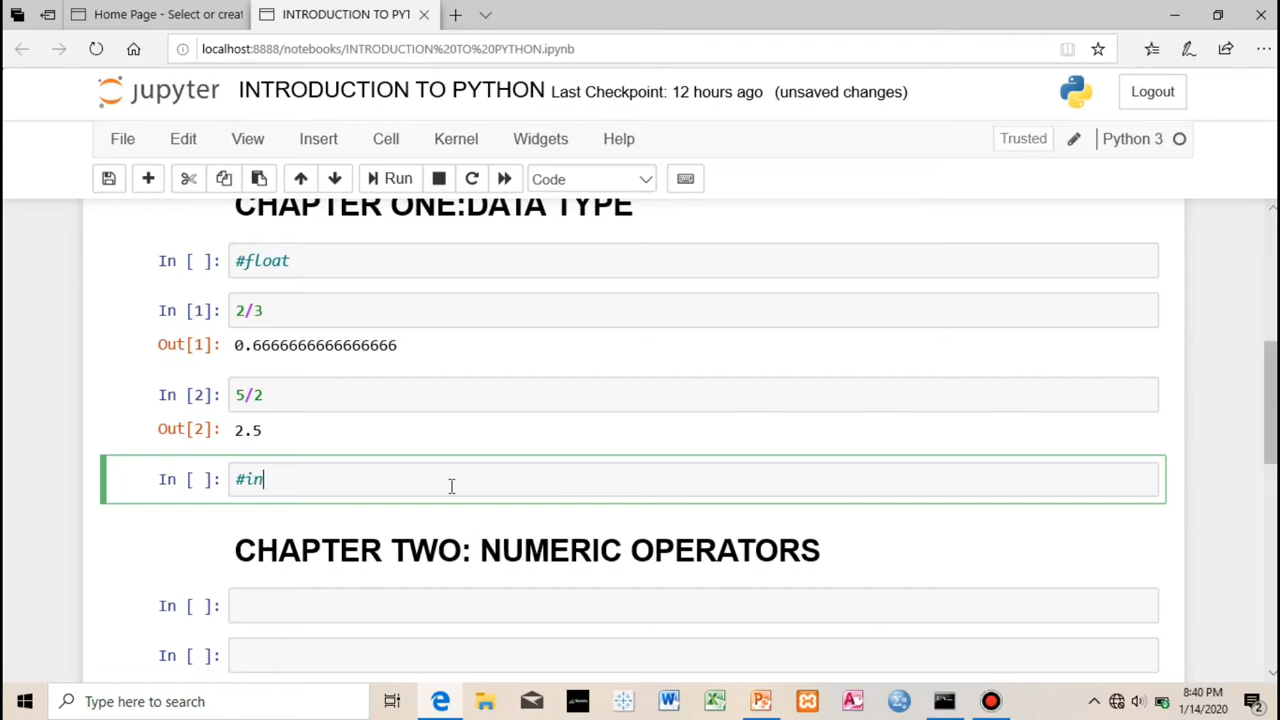 Home Page - Select or creat
INTRODUCTION TO PYT
localhost:8888/notebooks/INTRODUCTION%20TO%20PYTHON.ipynb
jupyter INTRODUCTION TO PYTHON Last Checkpoint: 12 hours ago (unsaved changes)
Logout
File Edit View Insert Cell Kernel Widgets Help
Trusted
Python 3
Run
Code
CHAPTER ONE:DATA TYPE
In [ ]: #float
In [1]: 2/3
Out[1]: 0.6666666666666666
In [2]: 5/2
Out[2]: 2.5
In [ ]: #in
CHAPTER TWO: NUMERIC OPERATORS
In [ ]:
In [ ]:
Type here to search
8:40 PM
1/14/2020
2